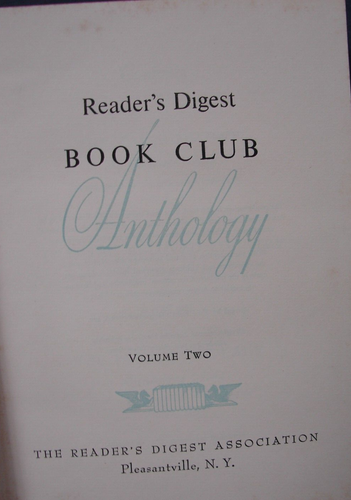 Reader's Digest
BOOK CLUB
Anthology
VOLUME TWO
THE READER'S DIGEST ASSOCIATION
Pleasantville, N. Y.